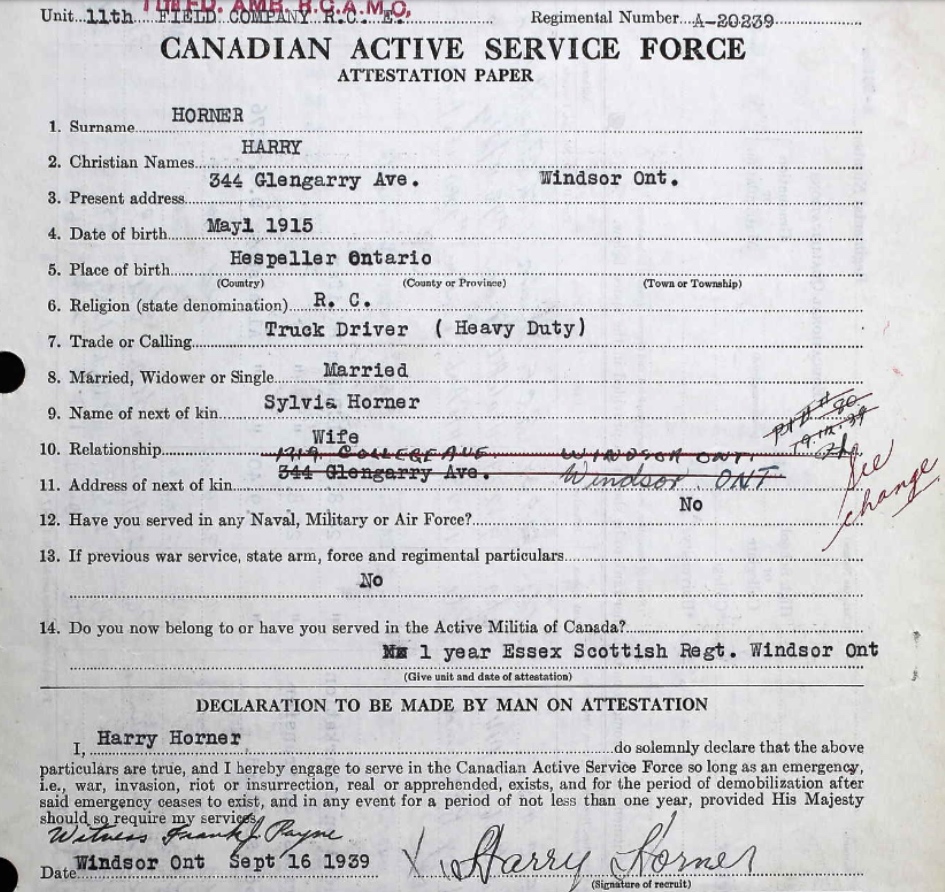 11th FD. AMB. R.C.A.M.C.
Unit 11th FIELD COMPANY R.C.E. Regimental Number A-20239
CANADIAN ACTIVE SERVICE FORCE
ATTESTATION PAPER
HORNER
1. Surname
HARRY
2. Christian Names
344 Glengarry Ave. Windsor Ont.
3. Present address
May1 1915
4. Date of birth
Hespeller Ontario
5. Place of birth
(Country) (County or Province) (Town or Township)
6. Religion (state denomination) R. C.
Truck Driver ( Heavy Duty)
7. Trade or Calling
8. Married, Widower or Single Married
Sylvia Horner
9. Name of next of kin
Wife
10. Relationship
COLLEGE AVE. WINDSOR ONT.
344 Glengarry Ave. Windsor. ONT
11. Address of next of kin
See change
No
12. Have you served in any Naval, Military or Air Force?
13. If previous war service, state arm, force and regimental particulars
No
14. Do you now belong to or have you served in the Active Militia of Canada?
1 year Essex Scottish Regt. Windsor Ont
(Give unit and date of attestation)
DECLARATION TO BE MADE BY MAN ON ATTESTATION
I, Harry Horner do solemnly declare that the above
particulars are true, and I hereby engage to serve in the Canadian Active Service Force so long as an emergency,
i.e., war, invasion, riot or insurrection, real or apprehended, exists, and for the period of demobilization after
said emergency ceases to exist, and in any event for a period of not less than one year, provided His Majesty
should so require my services.
Witness Frank J. Payne
Date Windsor Ont Sept 16 1939 X Harry Horner
(Signature of recruit)